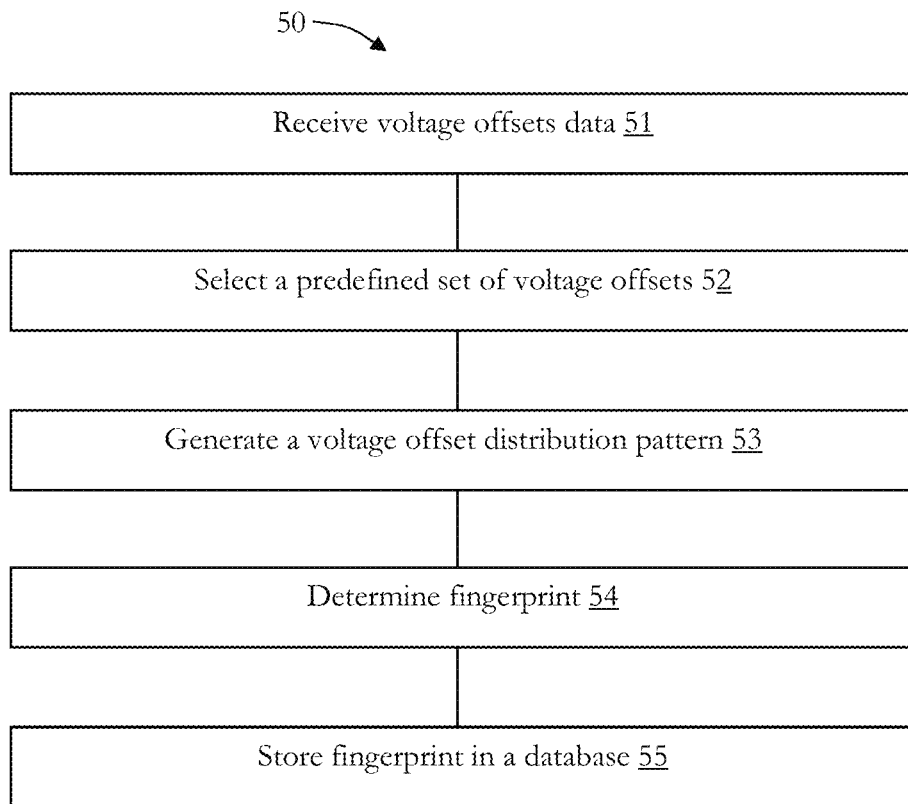 50
Receive voltage offsets data 51
Select a predefined set of voltage offsets 52
Generate a voltage offset distribution pattern 53
Determine fingerprint 54
Store fingerprint in a database 55